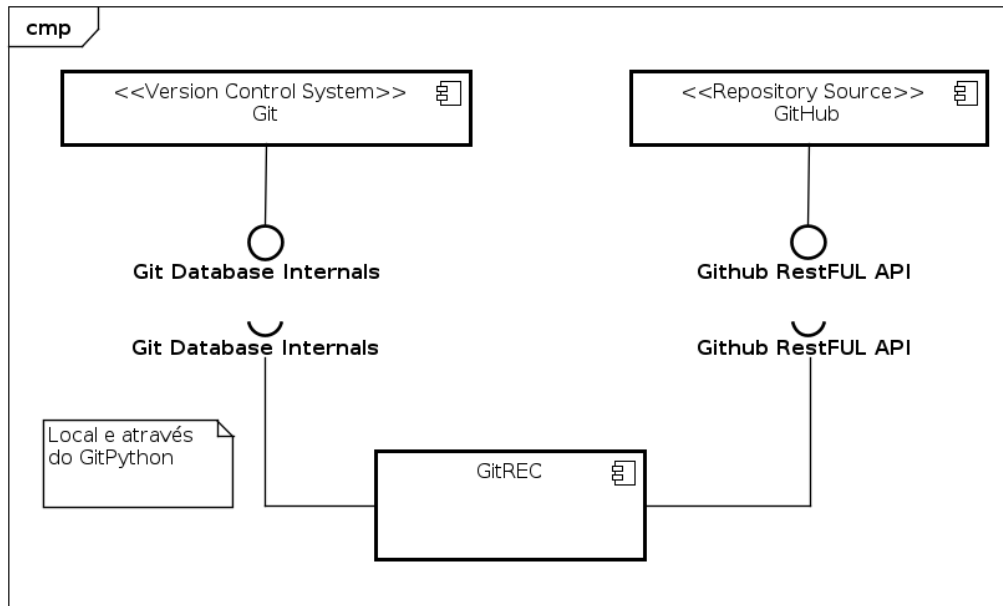 cmp
<<Version Control System>>
Git
<<Repository Source>>
GitHub
Git Database Internals
Github RestFUL API
Git Database Internals
Github RestFUL API
Local e através
do GitPython
GitREC